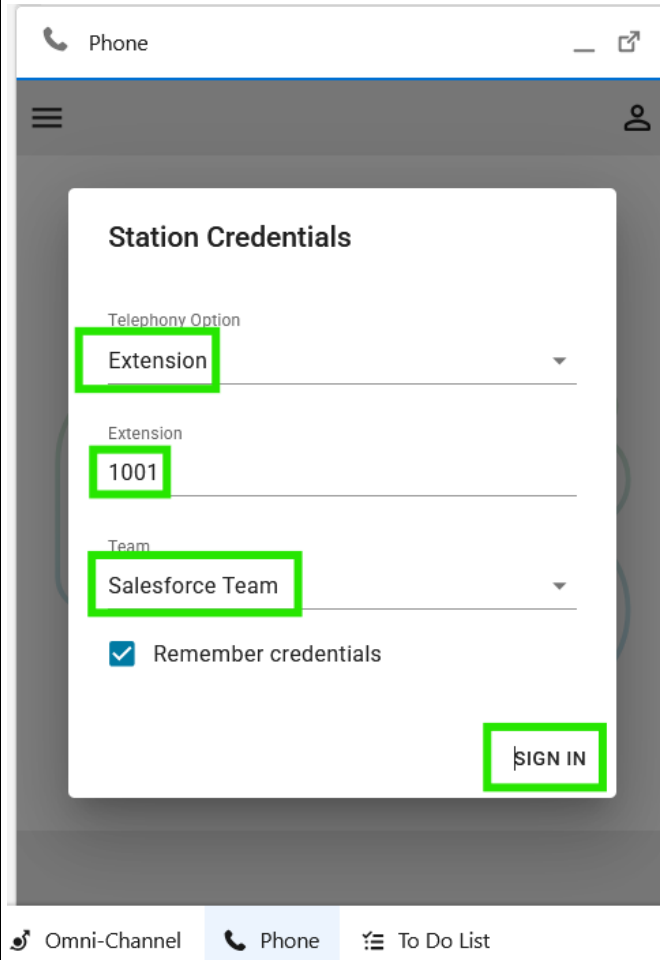 Phone
Station Credentials
Telephony Option
Extension
Extension
1001
Team
Salesforce Team
Remember credentials
SIGN IN
Omni-Channel Phone To Do List